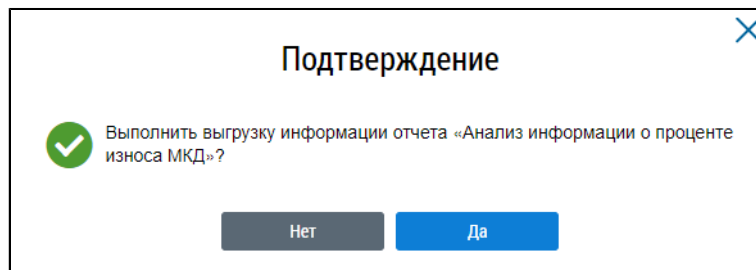 Подтверждение
Выполнить выгрузку информации отчета «Анализ информации о проценте
износа МКД»?
Нет
Да